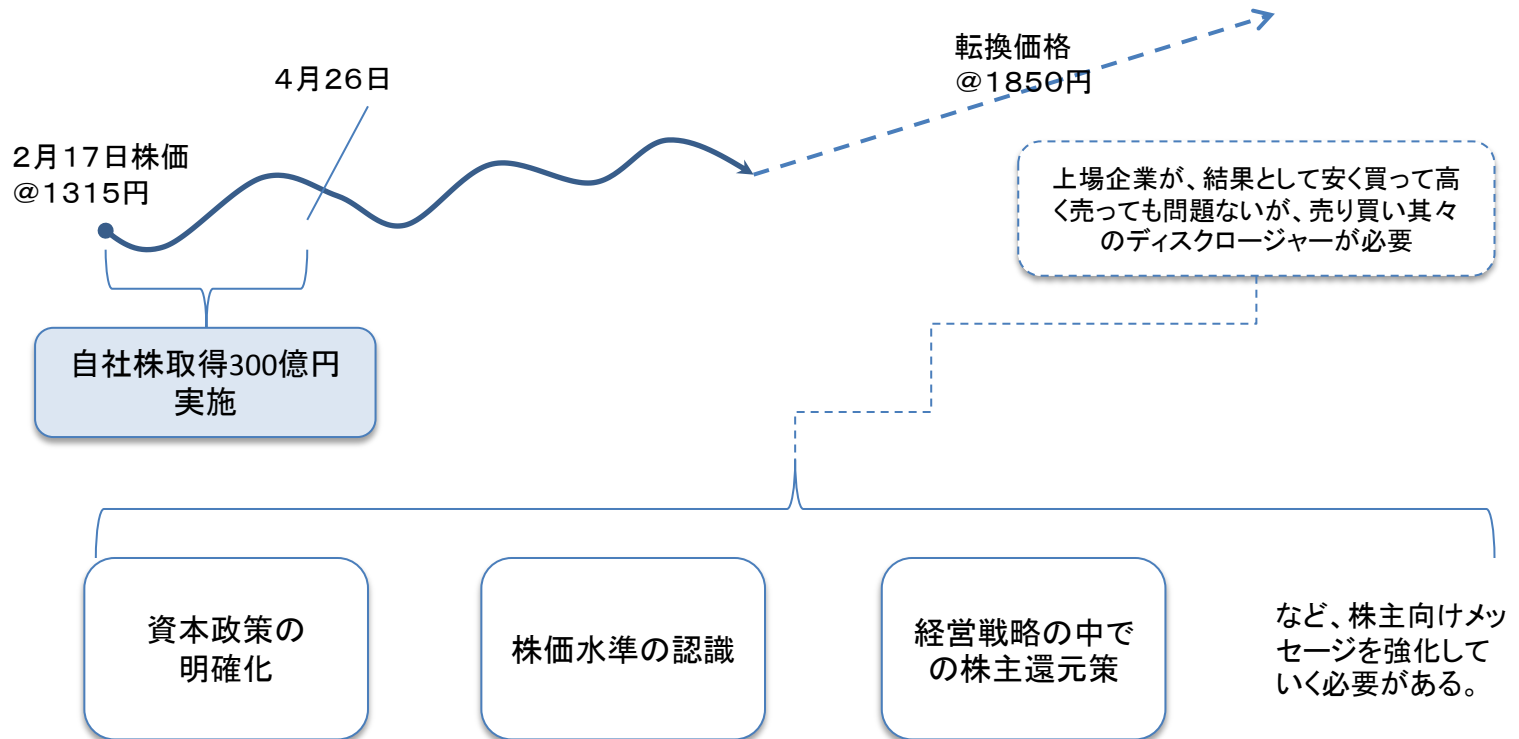 転換価格
@1850円
4月26日
2月17日株価
@1315円
上場企業が、結果として安く買って高
く売っても問題ないが、売り買い其々
のディスクロージャーが必要
自社株取得300億円
実施
資本政策の
明確化
株価水準の認識
経営戦略の中で
の株主還元策
など、株主向けメッ
セージを強化して
いく必要がある。